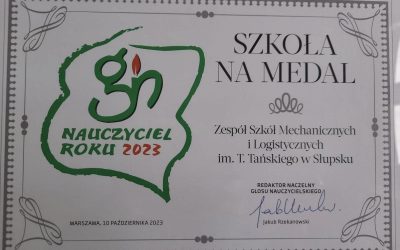 gn
NAUCZYCIEL
ROKU 2023
WARSZAWA, 10 PAŹDZIERNIKA 2023
SZKOŁA
NA MEDAL
Zespół Szkół Mechanicznych
i Logistycznych
im. T. Tańskiego w Słupsku
REDAKTOR NACZELNY
GŁOSU NAUCZYCIELSKIEGO
Jakub Rzekanowski